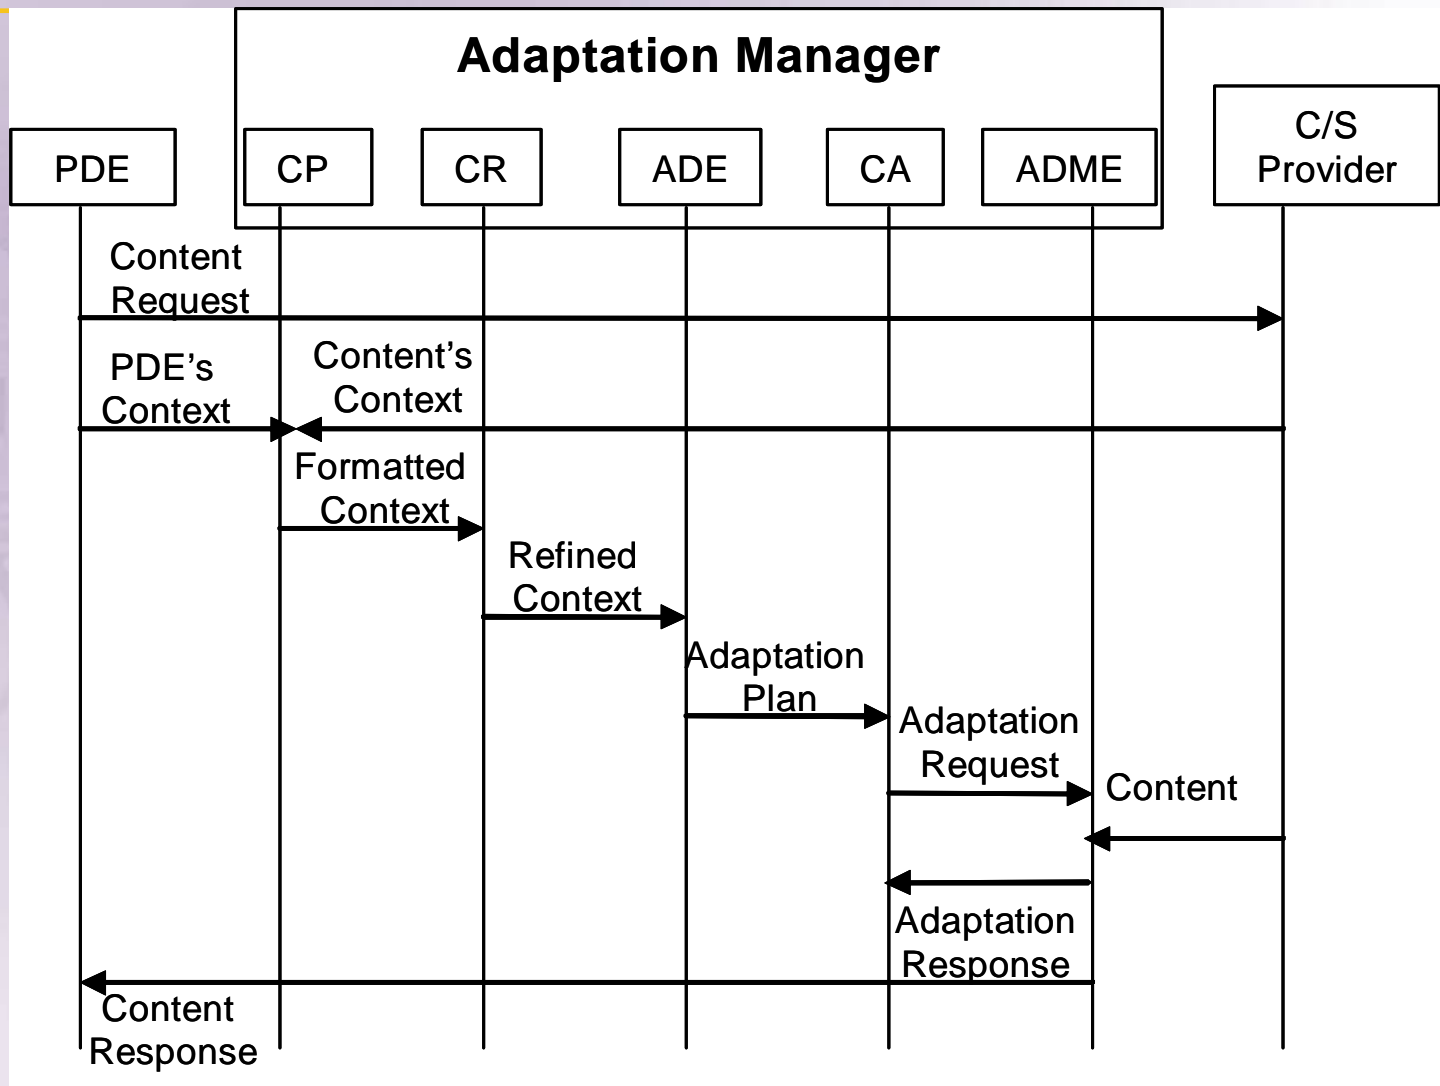 Adaptation Manager
PDE
CP
CR
ADE
CA
ADME
C/S
Provider
Content
Request
PDE’s
Context
Content’s
Context
Formatted
Context
Refined
Context
Adaptation
Plan
Adaptation
Request
Content
Adaptation
Response
Content
Response